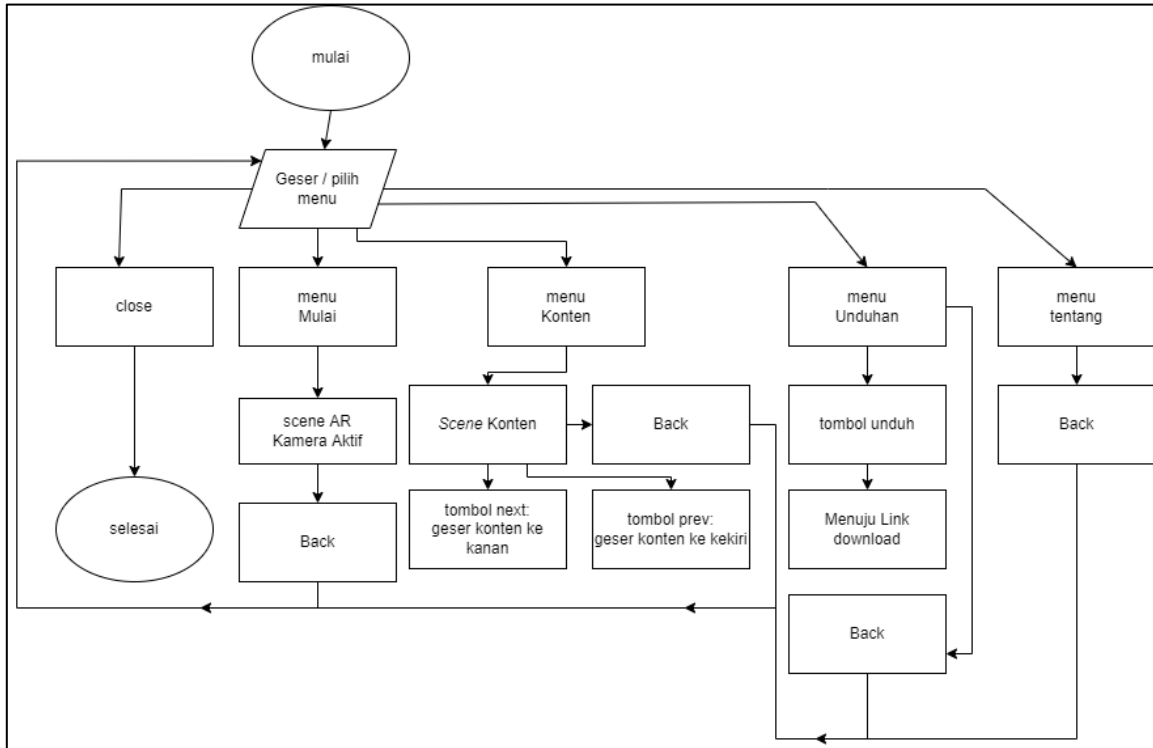 mulai
Geser / pilih
menu
close
menu
Mulai
menu
Konten
menu
Unduhan
menu
tentang
scene AR
Kamera Aktif
Scene Konten
Back
tombol unduh
Back
selesai
Back
tombol next:
geser konten ke
kanan
tombol prev:
geser konten ke kekiri
Menuju Link
download
Back